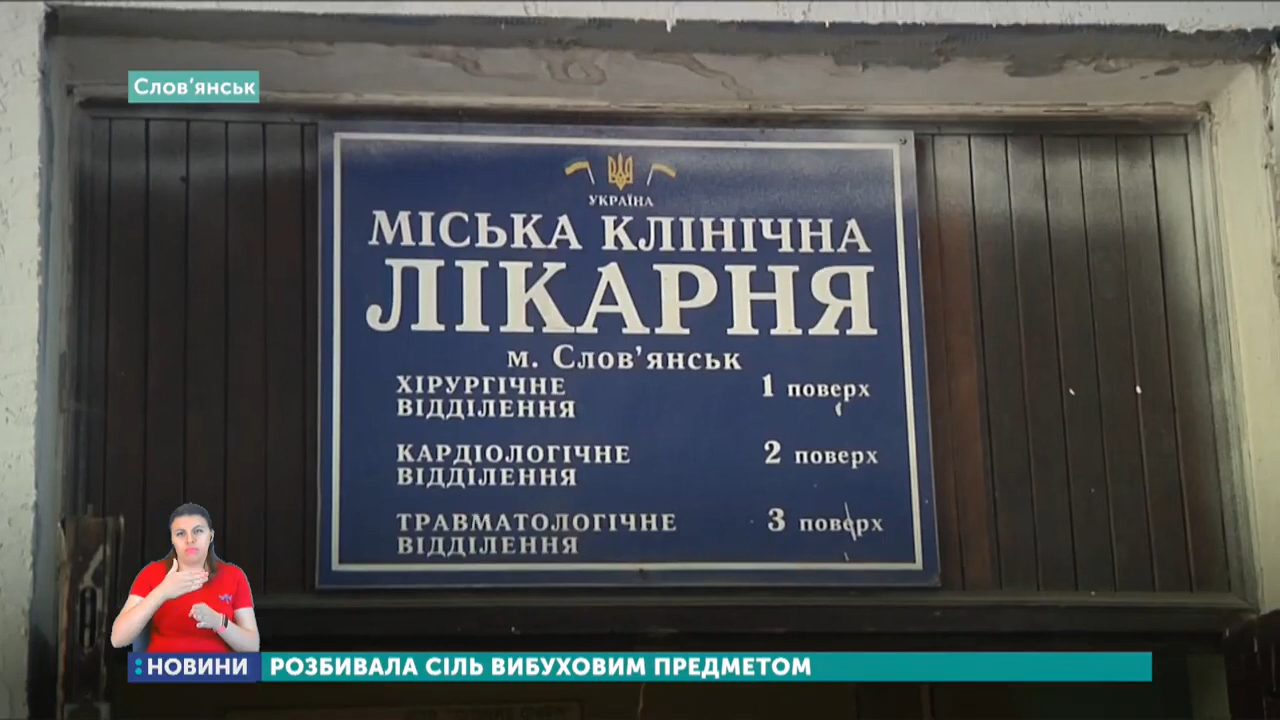 Слов'янськ
УКРАЇНА
МІСЬКА КЛІНІЧНА
ЛІКАРНЯ
м. Слов'янськ
ХІРУРГІЧНЕ
ВІДДІЛЕННЯ
1 поверх
КАРДІОЛОГІЧНЕ
ВІДДІЛЕННЯ
2 поверх
ТРАВМАТОЛОГІЧНЕ
ВІДДІЛЕННЯ
3 поверх
:НОВИНИ
РОЗБИВАЛА СІЛЬ ВИБУХОВИМ ПРЕДМЕТОМ